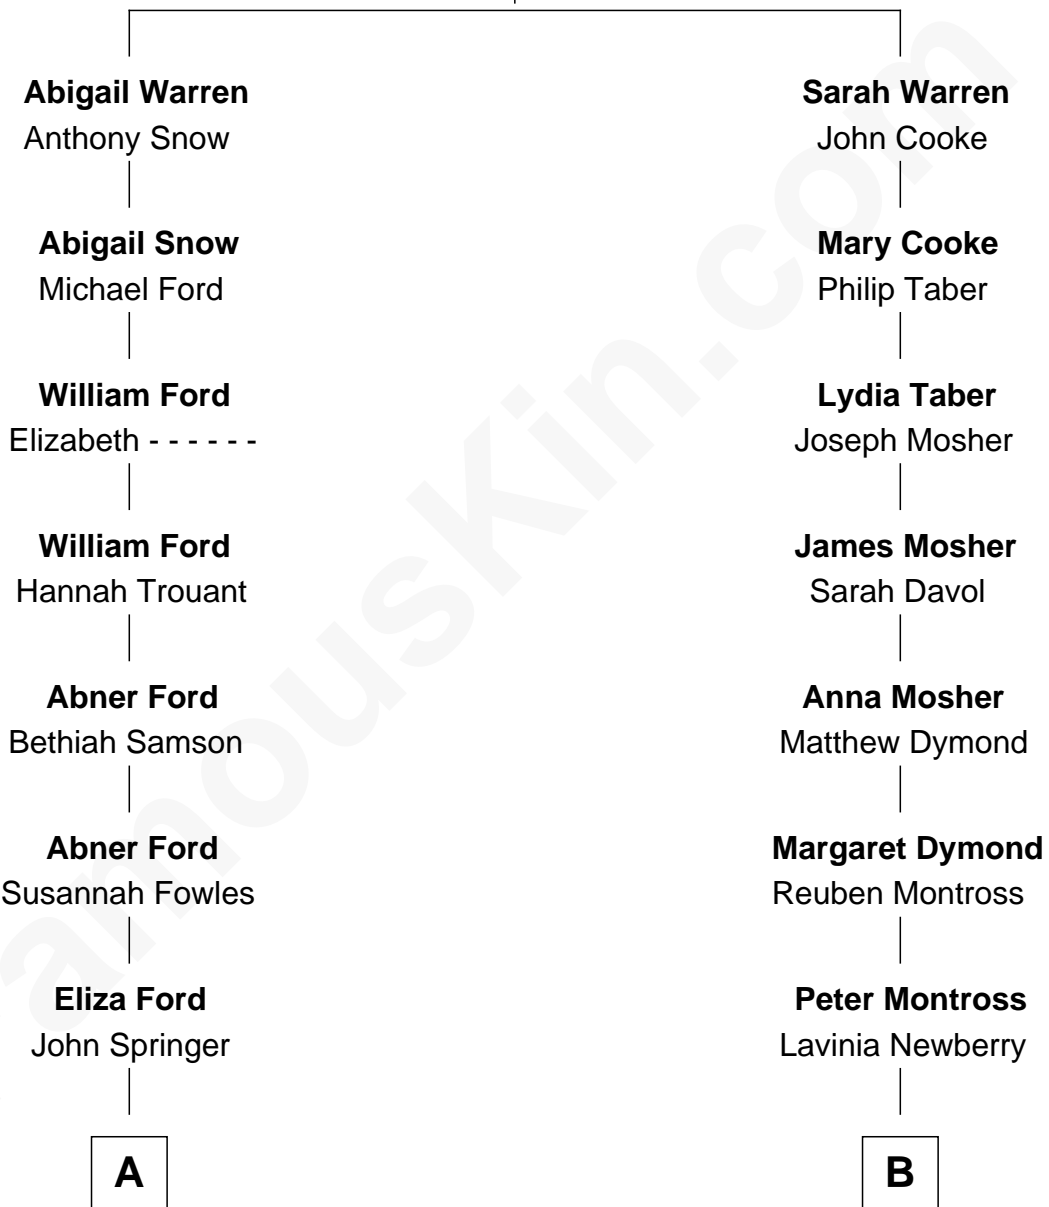 Abigail Warren
Anthony Snow
Abigail Snow
Michael Ford
William Ford
Elizabeth - - - - - -
William Ford
Hannah Trouant
Abner Ford
Bethiah Samson
Abner Ford
Susannah Fowles
Eliza Ford
John Springer
A
Sarah Warren
John Cooke
Mary Cooke
Philip Taber
Lydia Taber
Joseph Mosher
James Mosher
Sarah Davol
Anna Mosher
Matthew Dymond
Margaret Dymond
Reuben Montross
Peter Montross
Lavinia Newberry
B
amousKin.com